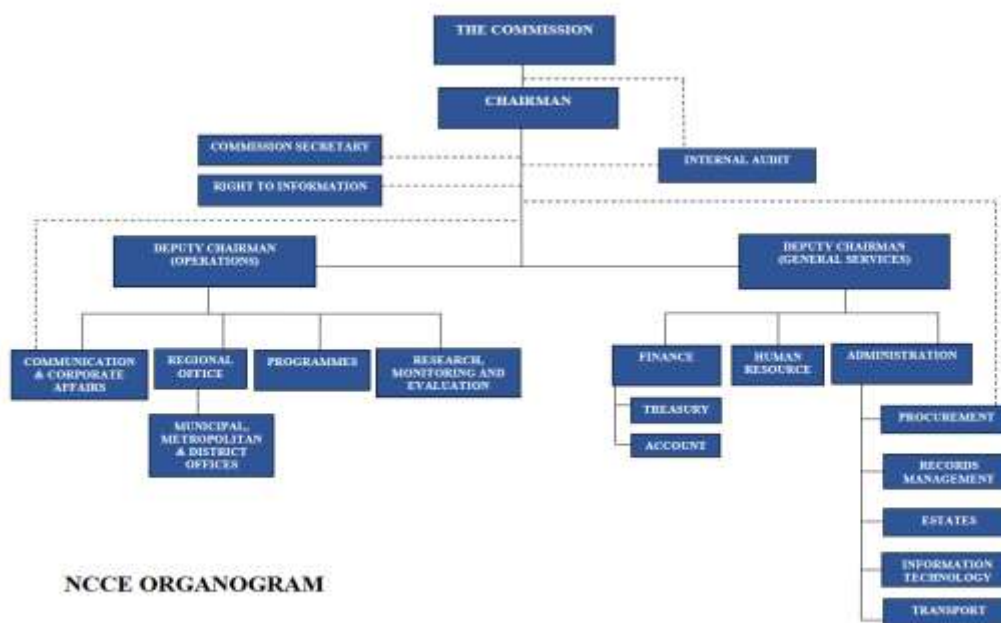 THE COMMISSION
CHAIRMAN
COMMISSION SECRETARY
INTERNAL AUDIT
RIGHT TO INFORMATION
DEPUTY CHAIRMAN
(OPERATIONS)
DEPUTY CHAIRMAN
(GENERAL SERVICES)
COMMUNICATION
& CORPORATE
AFFAIRS
REGIONAL
OFFICE
PROGRAMMES
RESEARCH,
MONITORING AND
EVALUATION
FINANCE
HUMAN
RESOURCE
ADMINISTRATION
MUNICIPAL,
METROPOLITAN
& DISTRICT
OFFICES
TREASURY
ACCOUNT
PROCUREMENT
RECORDS
MANAGEMENT
ESTATES
INFORMATION
TECHNOLOGY
TRANSPORT
NCCE ORGANOGRAM